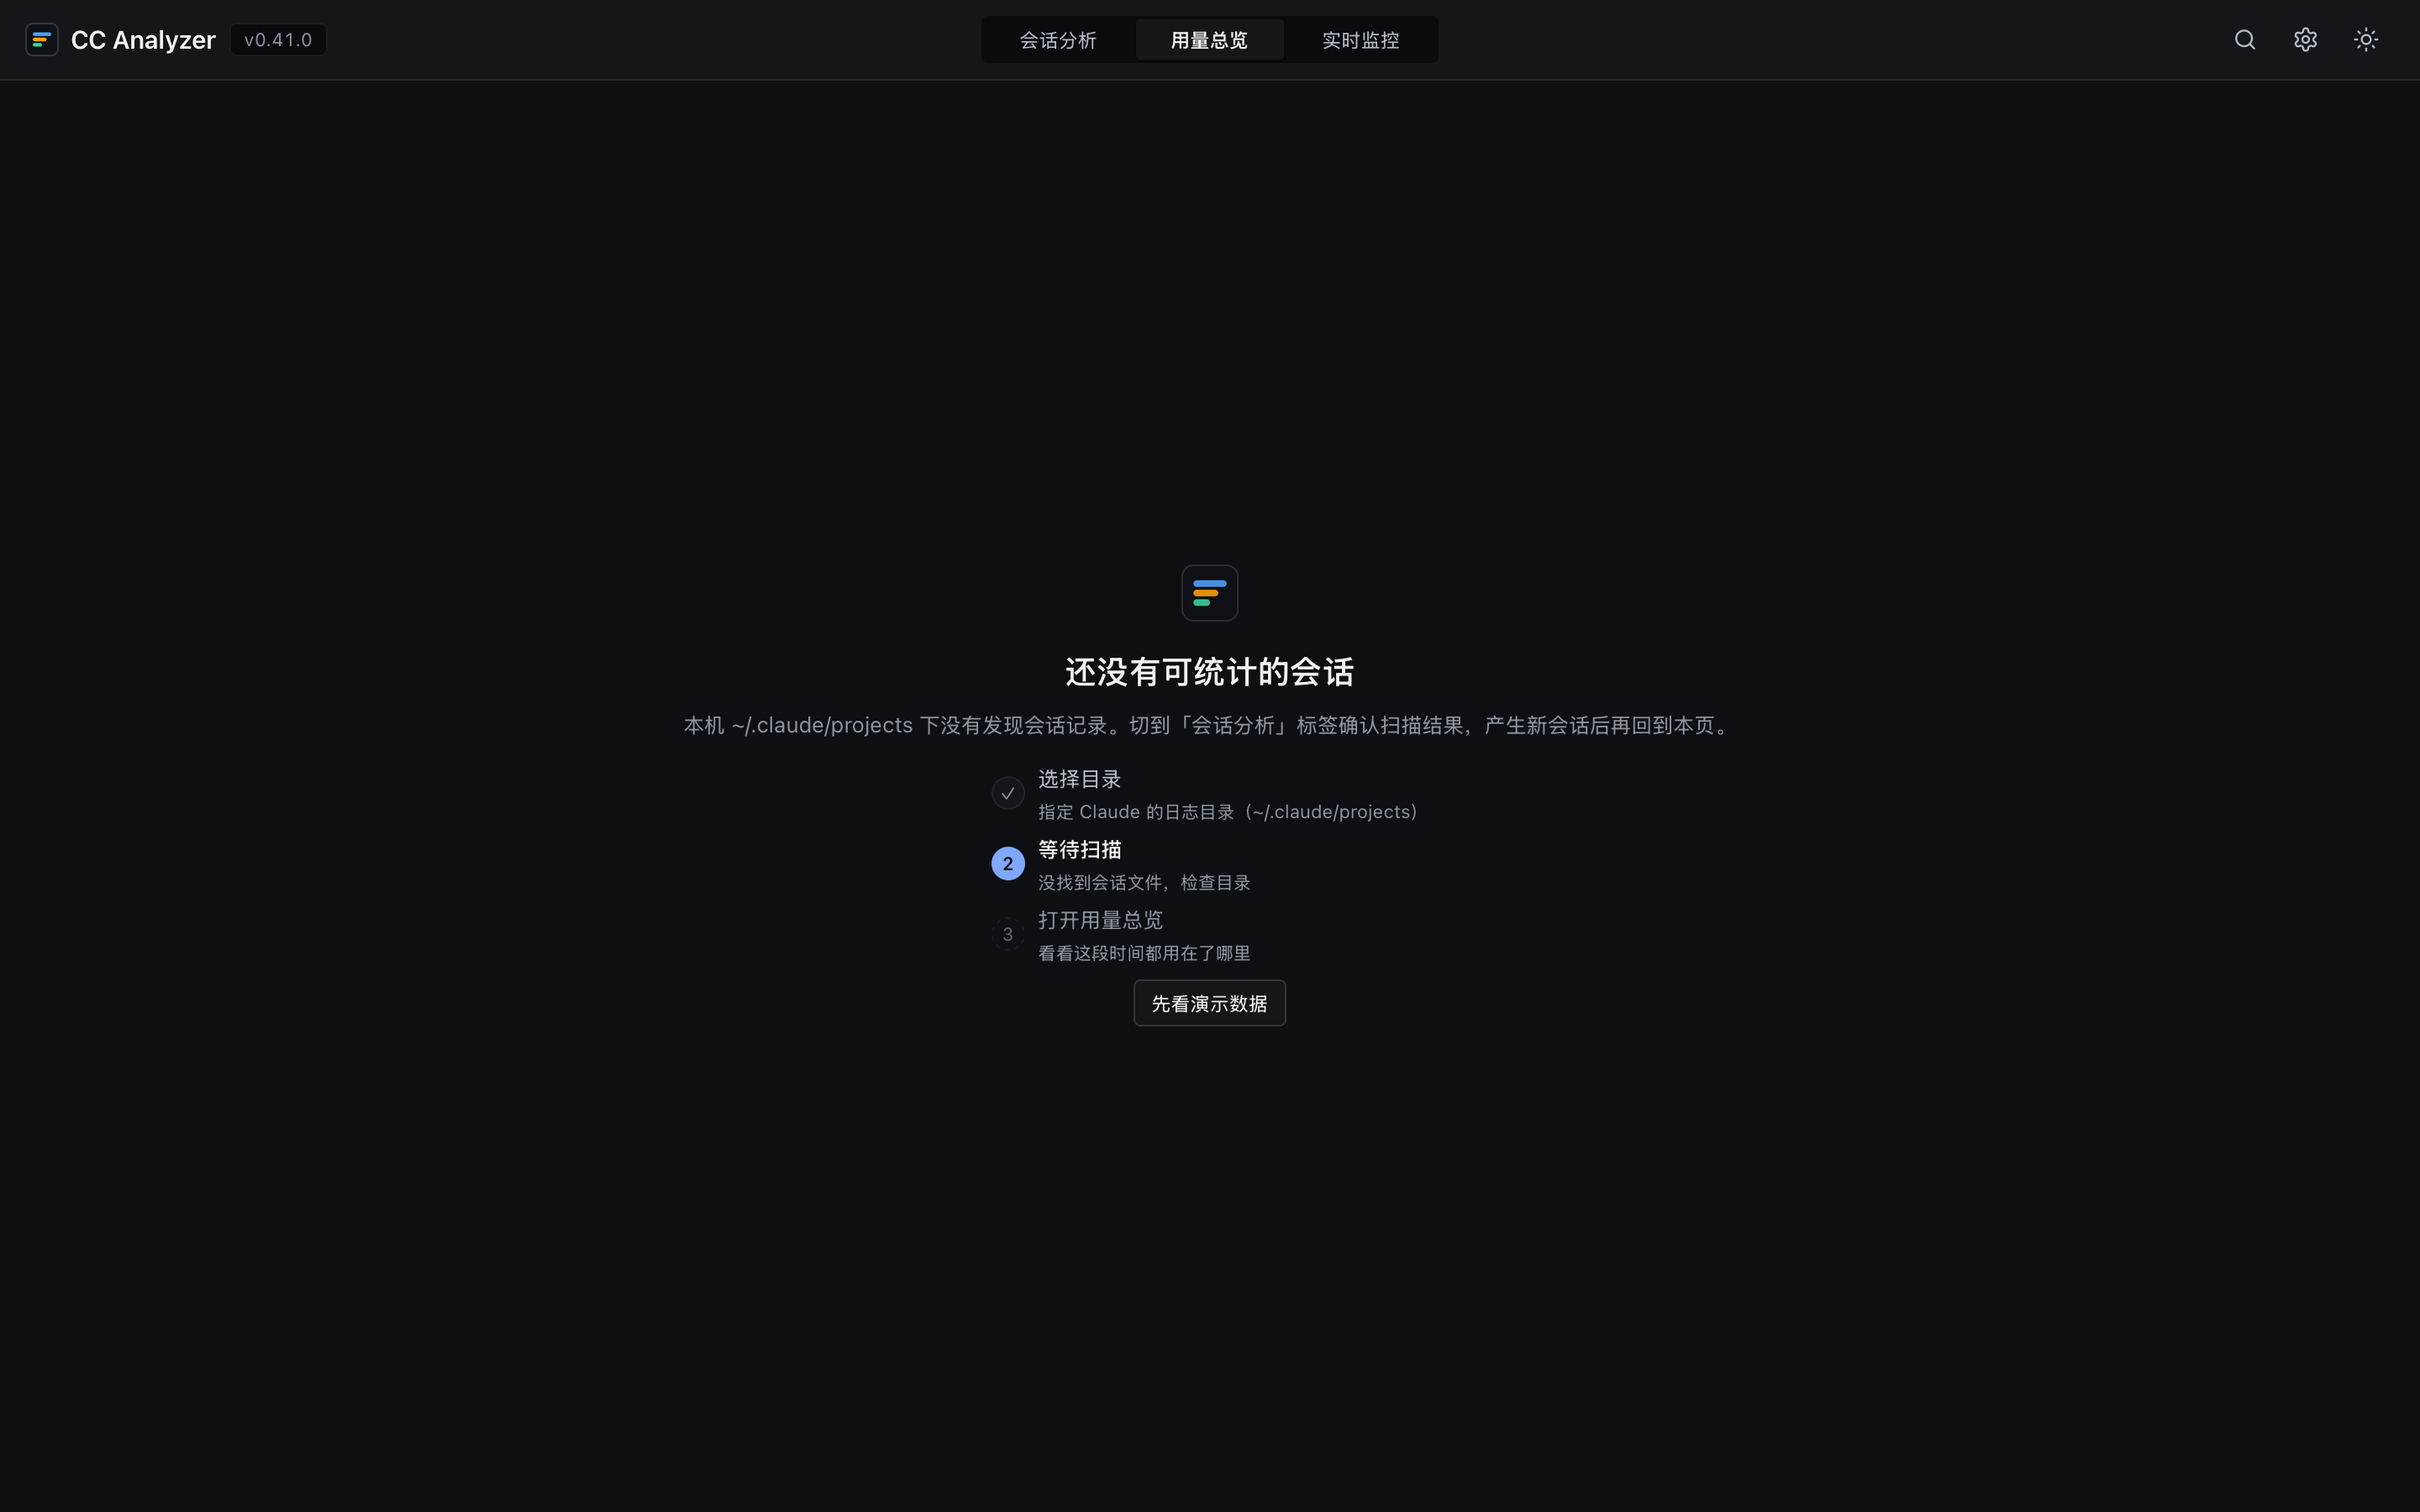 CC Analyzer v0.41.0
会话分析 用量总览 实时监控
还没有可统计的会话
本机 ~/.claude/projects 下没有发现会话记录。切到「会话分析」标签确认扫描结果，产生新会话后再回到本页。
选择目录
指定 Claude 的日志目录（~/.claude/projects）
2 等待扫描
没找到会话文件，检查目录
3 打开用量总览
看看这段时间都用在了哪里
先看演示数据